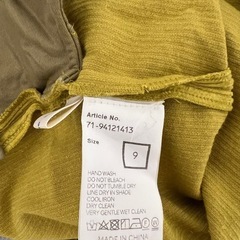 Article No.
71-94121413
Size
9
HAND WASH
DO NOT BLEACH
DO NOT TUMBLE DRY
LINE DRY IN SHADE
COOL IRON
DRY CLEAN
VERY GENTLE WET CLEAN
MADE IN CHINA